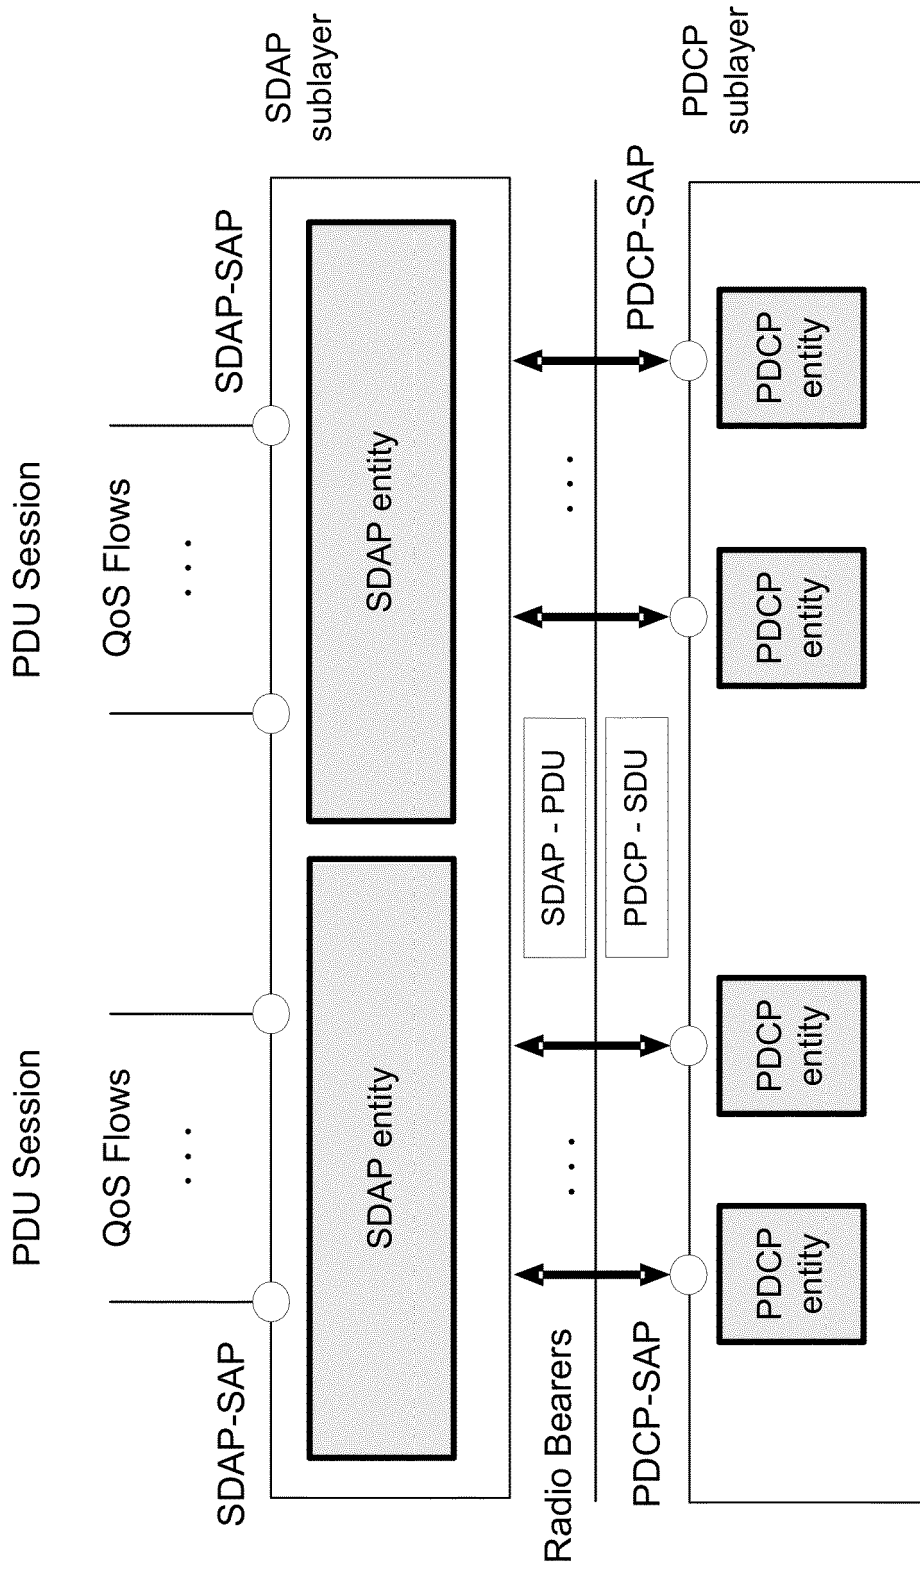 PDU Session
PDU Session
QoS Flows
QoS Flows
. . .
. . .
SDAP-SAP
SDAP-SAP
SDAP
sublayer
SDAP entity
SDAP entity
Radio Bearers
. . .
SDAP - PDU
. . .
PDCP-SAP
PDCP - SDU
PDCP-SAP
PDCP
sublayer
PDCP
entity
PDCP
entity
PDCP
entity
PDCP
entity